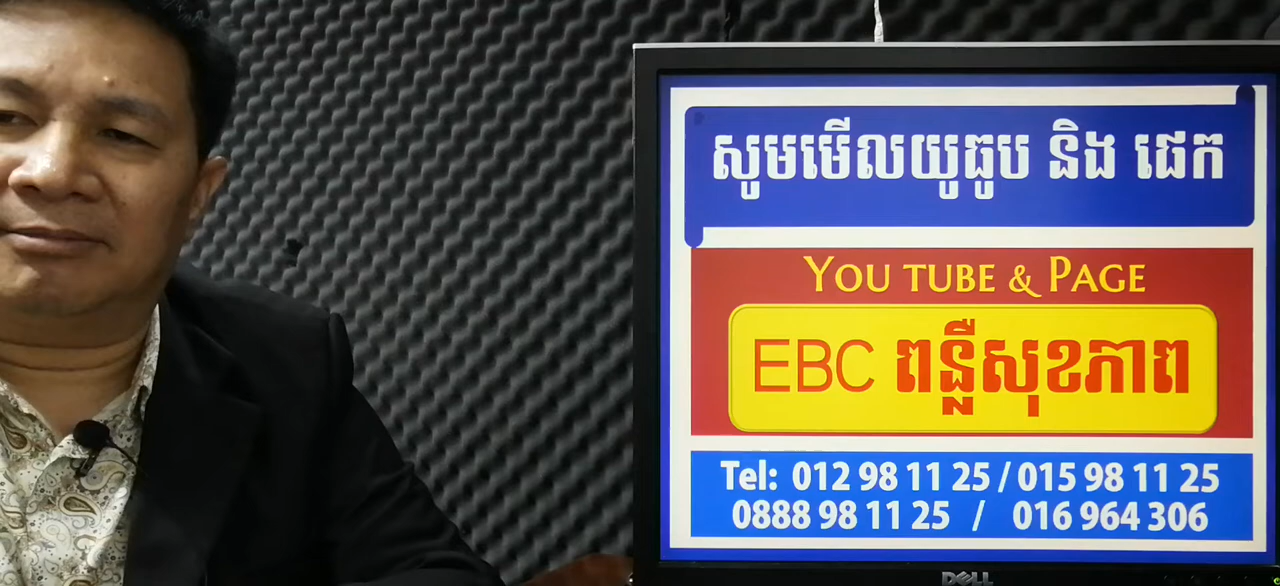 សូមមើលយូធូប និង ផេក
YOU TUBE & PAGE
EBC ពន្លឺសុខភាព
Tel: 012 98 11 25 / 015 98 11 25
0888 98 11 25 / 016 964 306
DELL